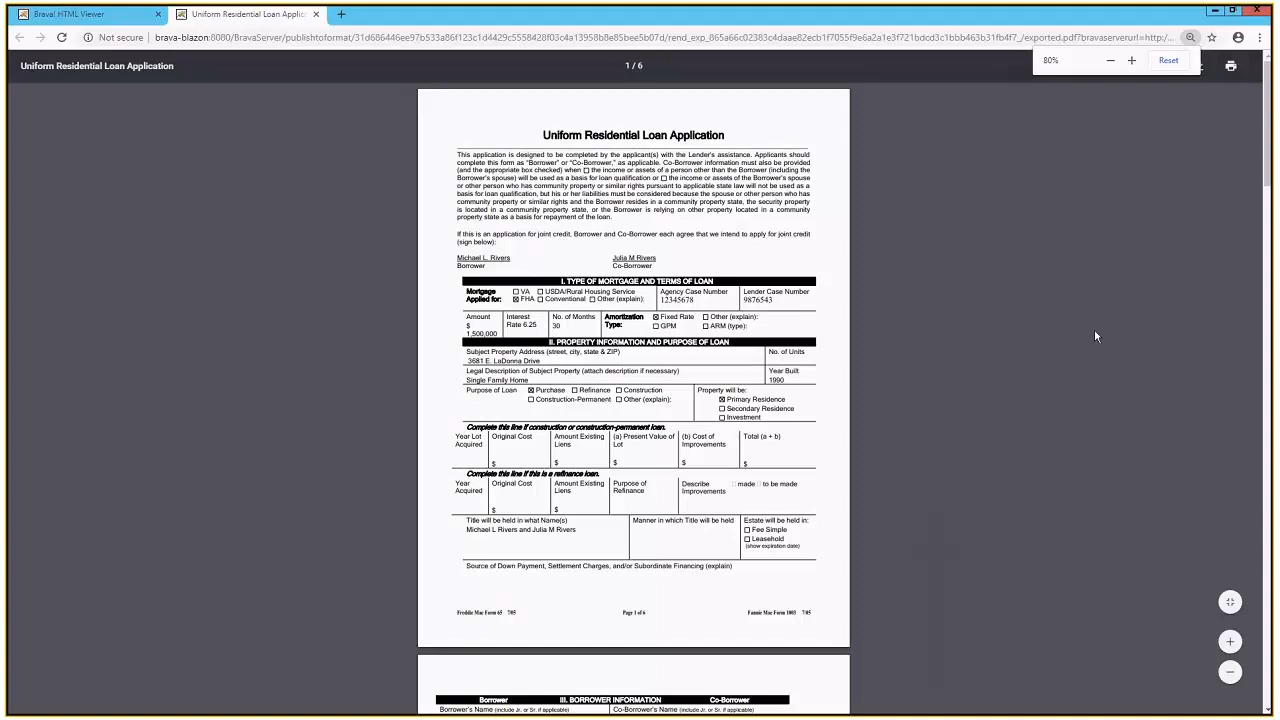 Brava! HTML Viewer
Uniform Residential Loan Applic
Not secure brava-blazon:8080/BravaServer/publishtoformat/
Uniform Residential Loan Application
1 / 6
80% Reset
Uniform Residential Loan Application
This application is designed to be completed by the applicant(s) with the Lender's assistance. Applicants should
complete this form as "Borrower" or "Co-Borrower," as applicable. Co-Borrower information must also be provided
(and the appropriate box checked) when ☐ the income or assets of a person other than the Borrower (including the
Borrower's spouse) will be used as a basis for loan qualification or ☐ the income or assets of the Borrower's spouse
or other person who has community property or similar rights pursuant to applicable state law will not be used as a
basis for loan qualification, but his or her liabilities must be considered because the spouse or other person who has
community property or similar rights and the Borrower resides in a community property state, the security property
is located in a community property state, or the Borrower is relying on other property located in a community
property state as a basis for repayment of the loan.
If this is an application for joint credit, Borrower and Co-Borrower each agree that we intend to apply for joint credit
(sign below):
Michael L. Rivers Julia M Rivers
Borrower Co-Borrower
I. TYPE OF MORTGAGE AND TERMS OF LOAN
Mortgage ☐ VA ☐ USDA/Rural Housing Service Agency Case Number Lender Case Number
Applied for: ☒ FHA ☐ Conventional ☐ Other (explain): 12345678 9876543
Amount Interest No. of Months Amortization ☒ Fixed Rate ☐ Other (explain):
$ Rate 6.25 30 Type: ☐ GPM ☐ ARM (type):
1,500,000
II. PROPERTY INFORMATION AND PURPOSE OF LOAN
Subject Property Address (street, city, state & ZIP) No. of Units
3681 E. LaDonna Drive
Legal Description of Subject Property (attach description if necessary) Year Built
Single Family Home 1990
Purpose of Loan ☒ Purchase ☐ Refinance ☐ Construction Property will be:
☐ Construction-Permanent ☐ Other (explain): ☒ Primary Residence
☐ Secondary Residence
☐ Investment
Complete this line if construction or construction-permanent loan.
Year Lot Original Cost Amount Existing (a) Present Value of (b) Cost of Total (a + b)
Acquired Liens Lot Improvements
$ $ $ $ $
Complete this line if this is a refinance loan.
Year Original Cost Amount Existing Purpose of Describe ☐ made ☐ to be made
Acquired Liens Refinance Improvements
$ $
Title will be held in what Name(s) Manner in which Title will be held Estate will be held in:
Michael L Rivers and Julia M Rivers ☐ Fee Simple
☐ Leasehold
(show expiration date)
Source of Down Payment, Settlement Charges, and/or Subordinate Financing (explain)
Freddie Mac Form 65 7/05 Page 1 of 6 Fannie Mae Form 1003 7/05
Borrower III. BORROWER INFORMATION Co-Borrower
Borrower's Name (include Jr. or Sr. if applicable) Co-Borrower's Name (include Jr. or Sr. if applicable)